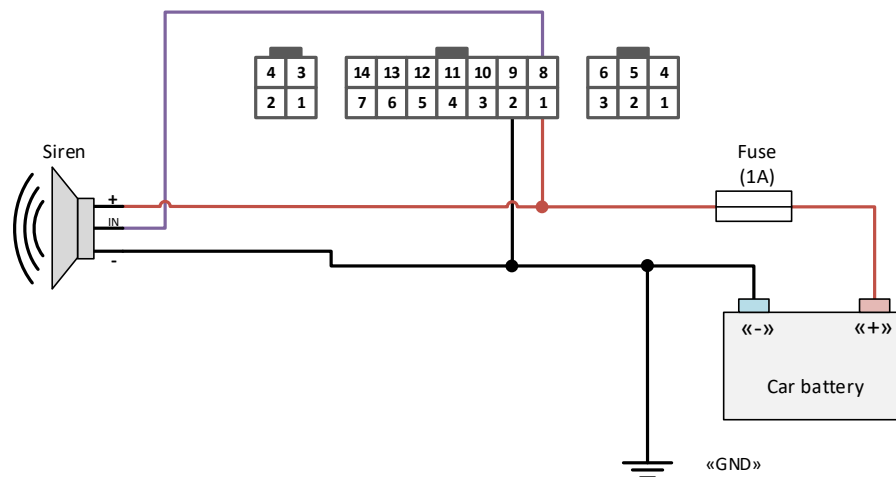 4 3
2 1
14 13 12 11 10 9 8
7 6 5 4 3 2 1
6 5 4
3 2 1
Siren
+
IN
-
Fuse
(1A)
«-» «+»
Car battery
«GND»